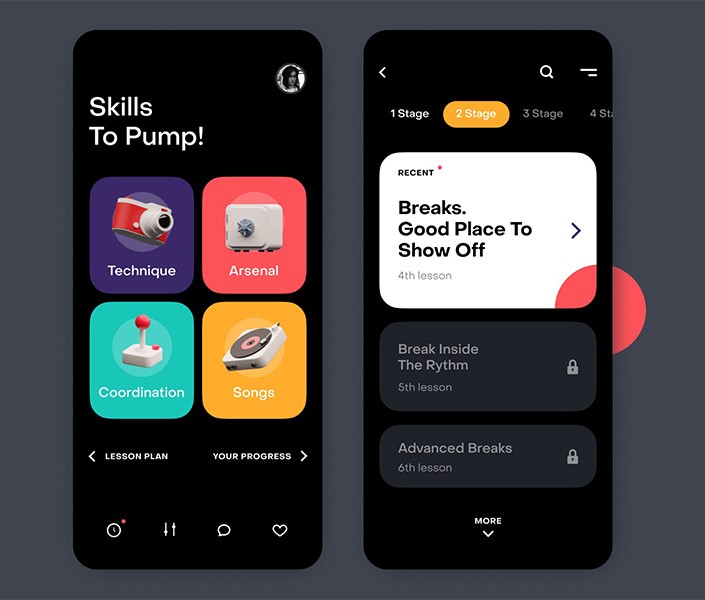 Skills
To Pump!
Technique
Arsenal
Coordination
Songs
LESSON PLAN
YOUR PROGRESS
1 Stage
2 Stage
3 Stage
4 Sta
RECENT
Breaks.
Good Place To
Show Off
4th lesson
Break Inside
The Rythm
5th lesson
Advanced Breaks
6th lesson
MORE